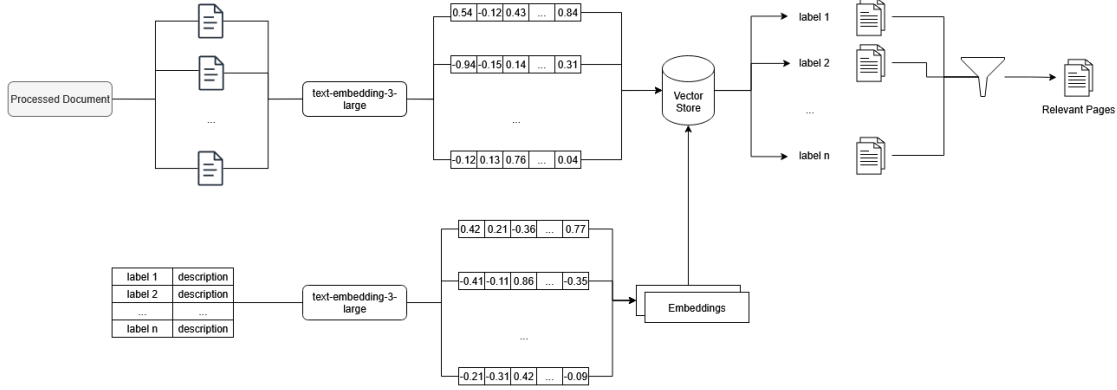 Processed Document
...
text-embedding-3-
large
0.54 -0.12 0.43 ... 0.84
-0.94 -0.15 0.14 ... 0.31
...
-0.12 0.13 0.76 ... 0.04
Vector
Store
label 1
label 2
...
label n
Relevant Pages
label 1 description
label 2 description
... ...
label n description
text-embedding-3-
large
0.42 0.21 -0.36 ... 0.77
-0.41 -0.11 0.86 ... -0.35
...
-0.21 -0.31 0.42 ... -0.09
Embeddings